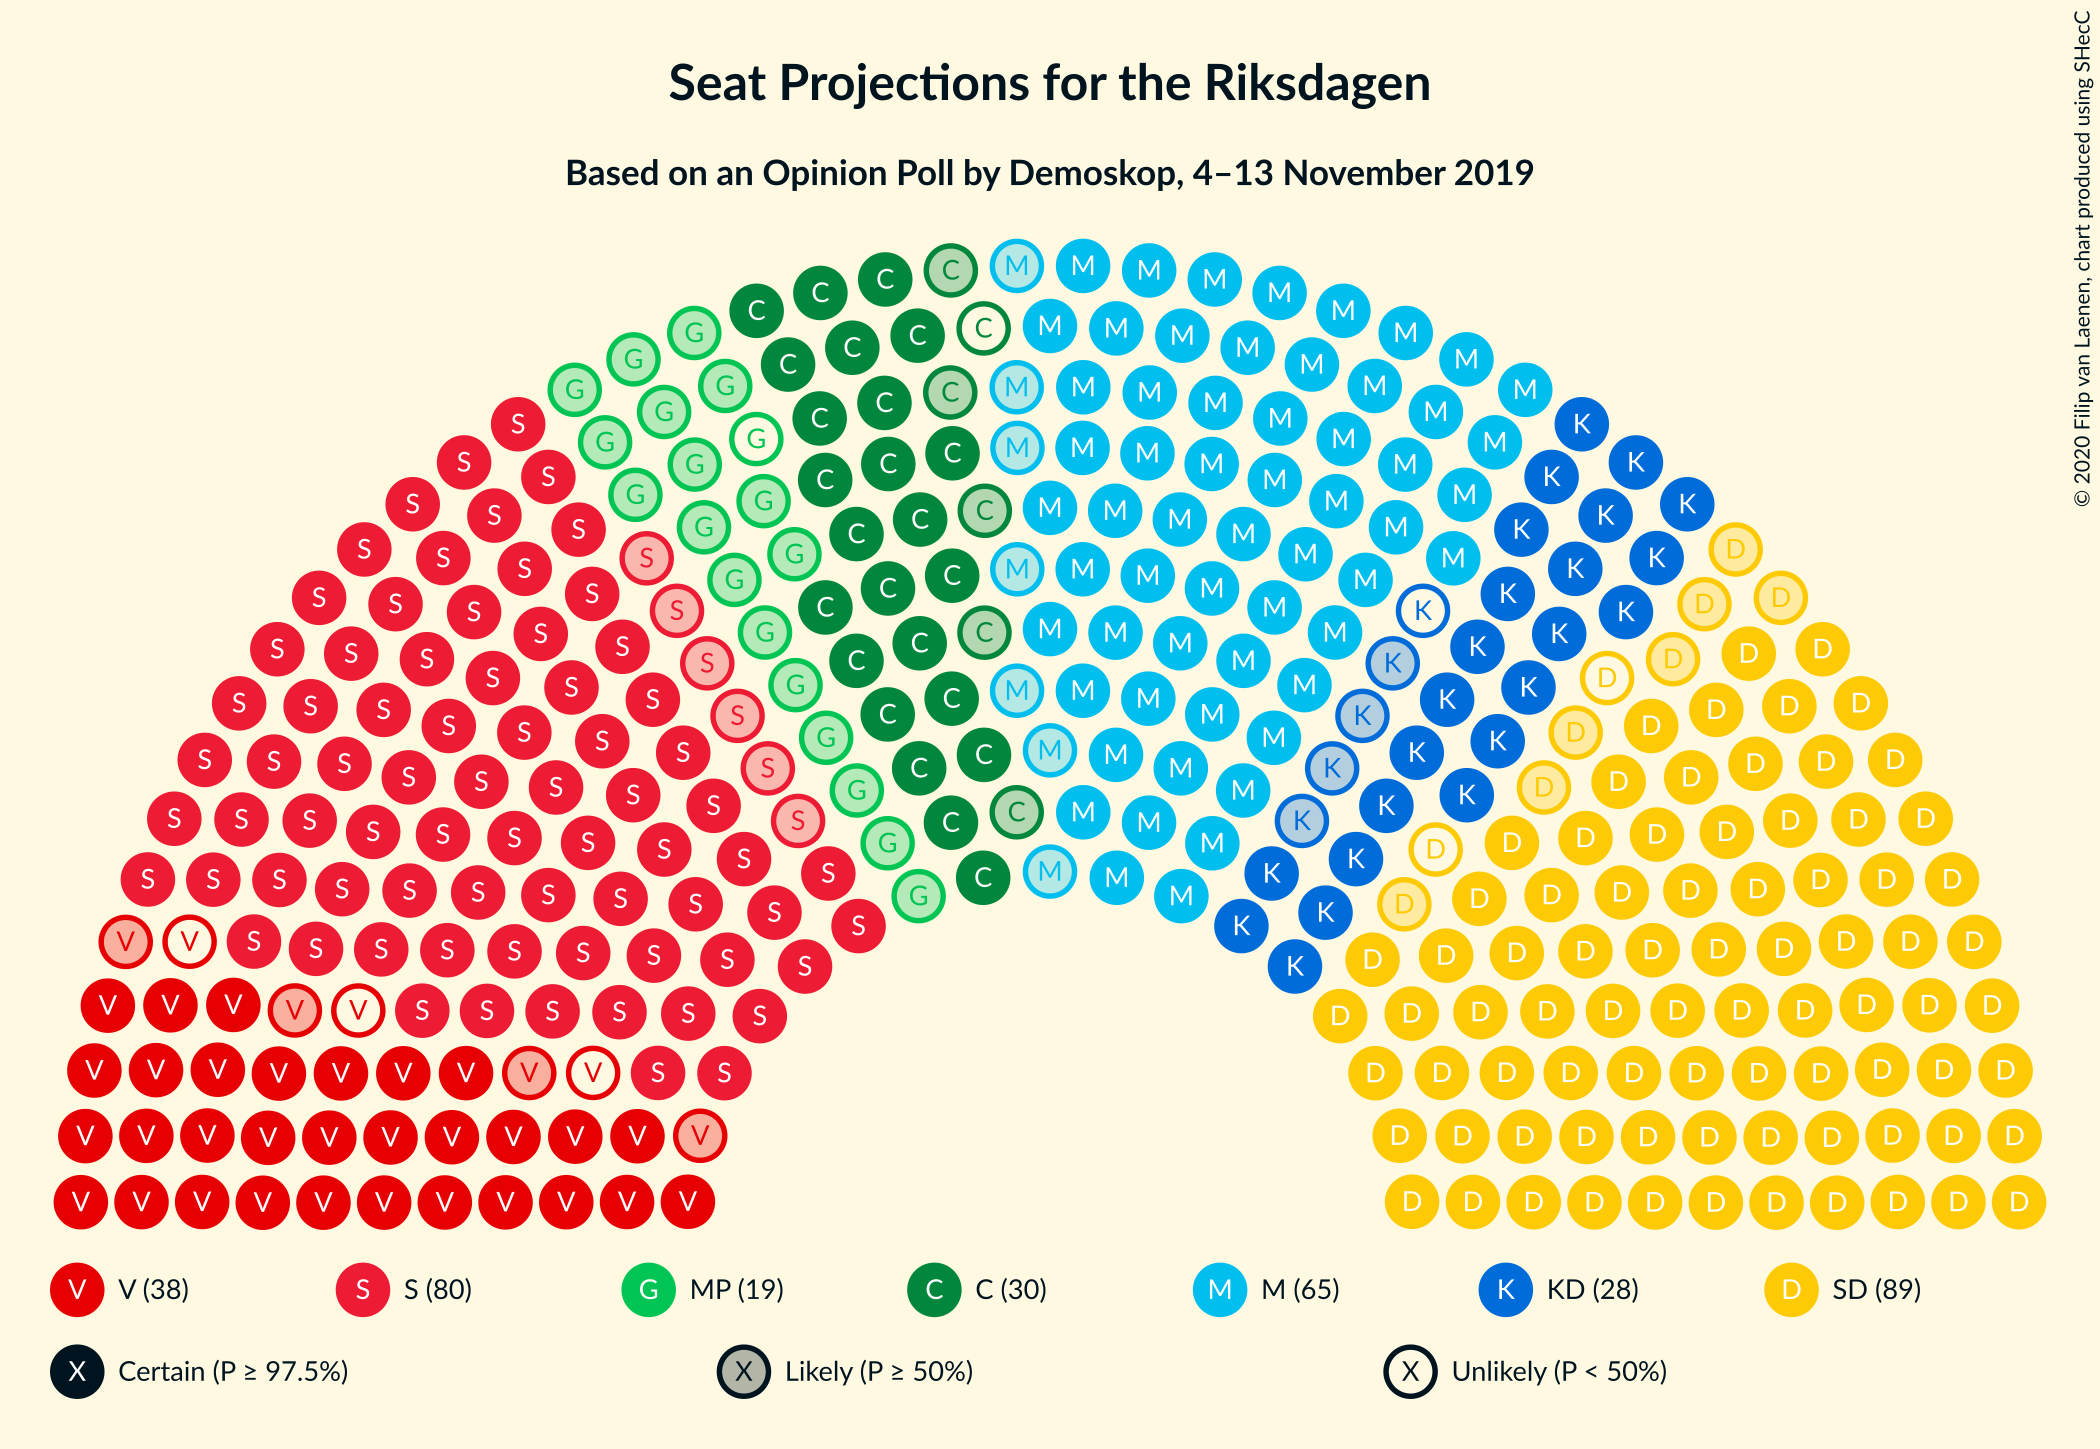 Seat Projections for the Riksdagen
Based on an Opinion Poll by Demoskop, 4–13 November 2019
© 2020 Filip van Laenen, chart produced using SHecC
V V (38) S S (80) G MP (19) C C (30) M M (65) K KD (28) D SD (89)
X Certain (P ≥ 97.5%) X Likely (P ≥ 50%) X Unlikely (P < 50%)